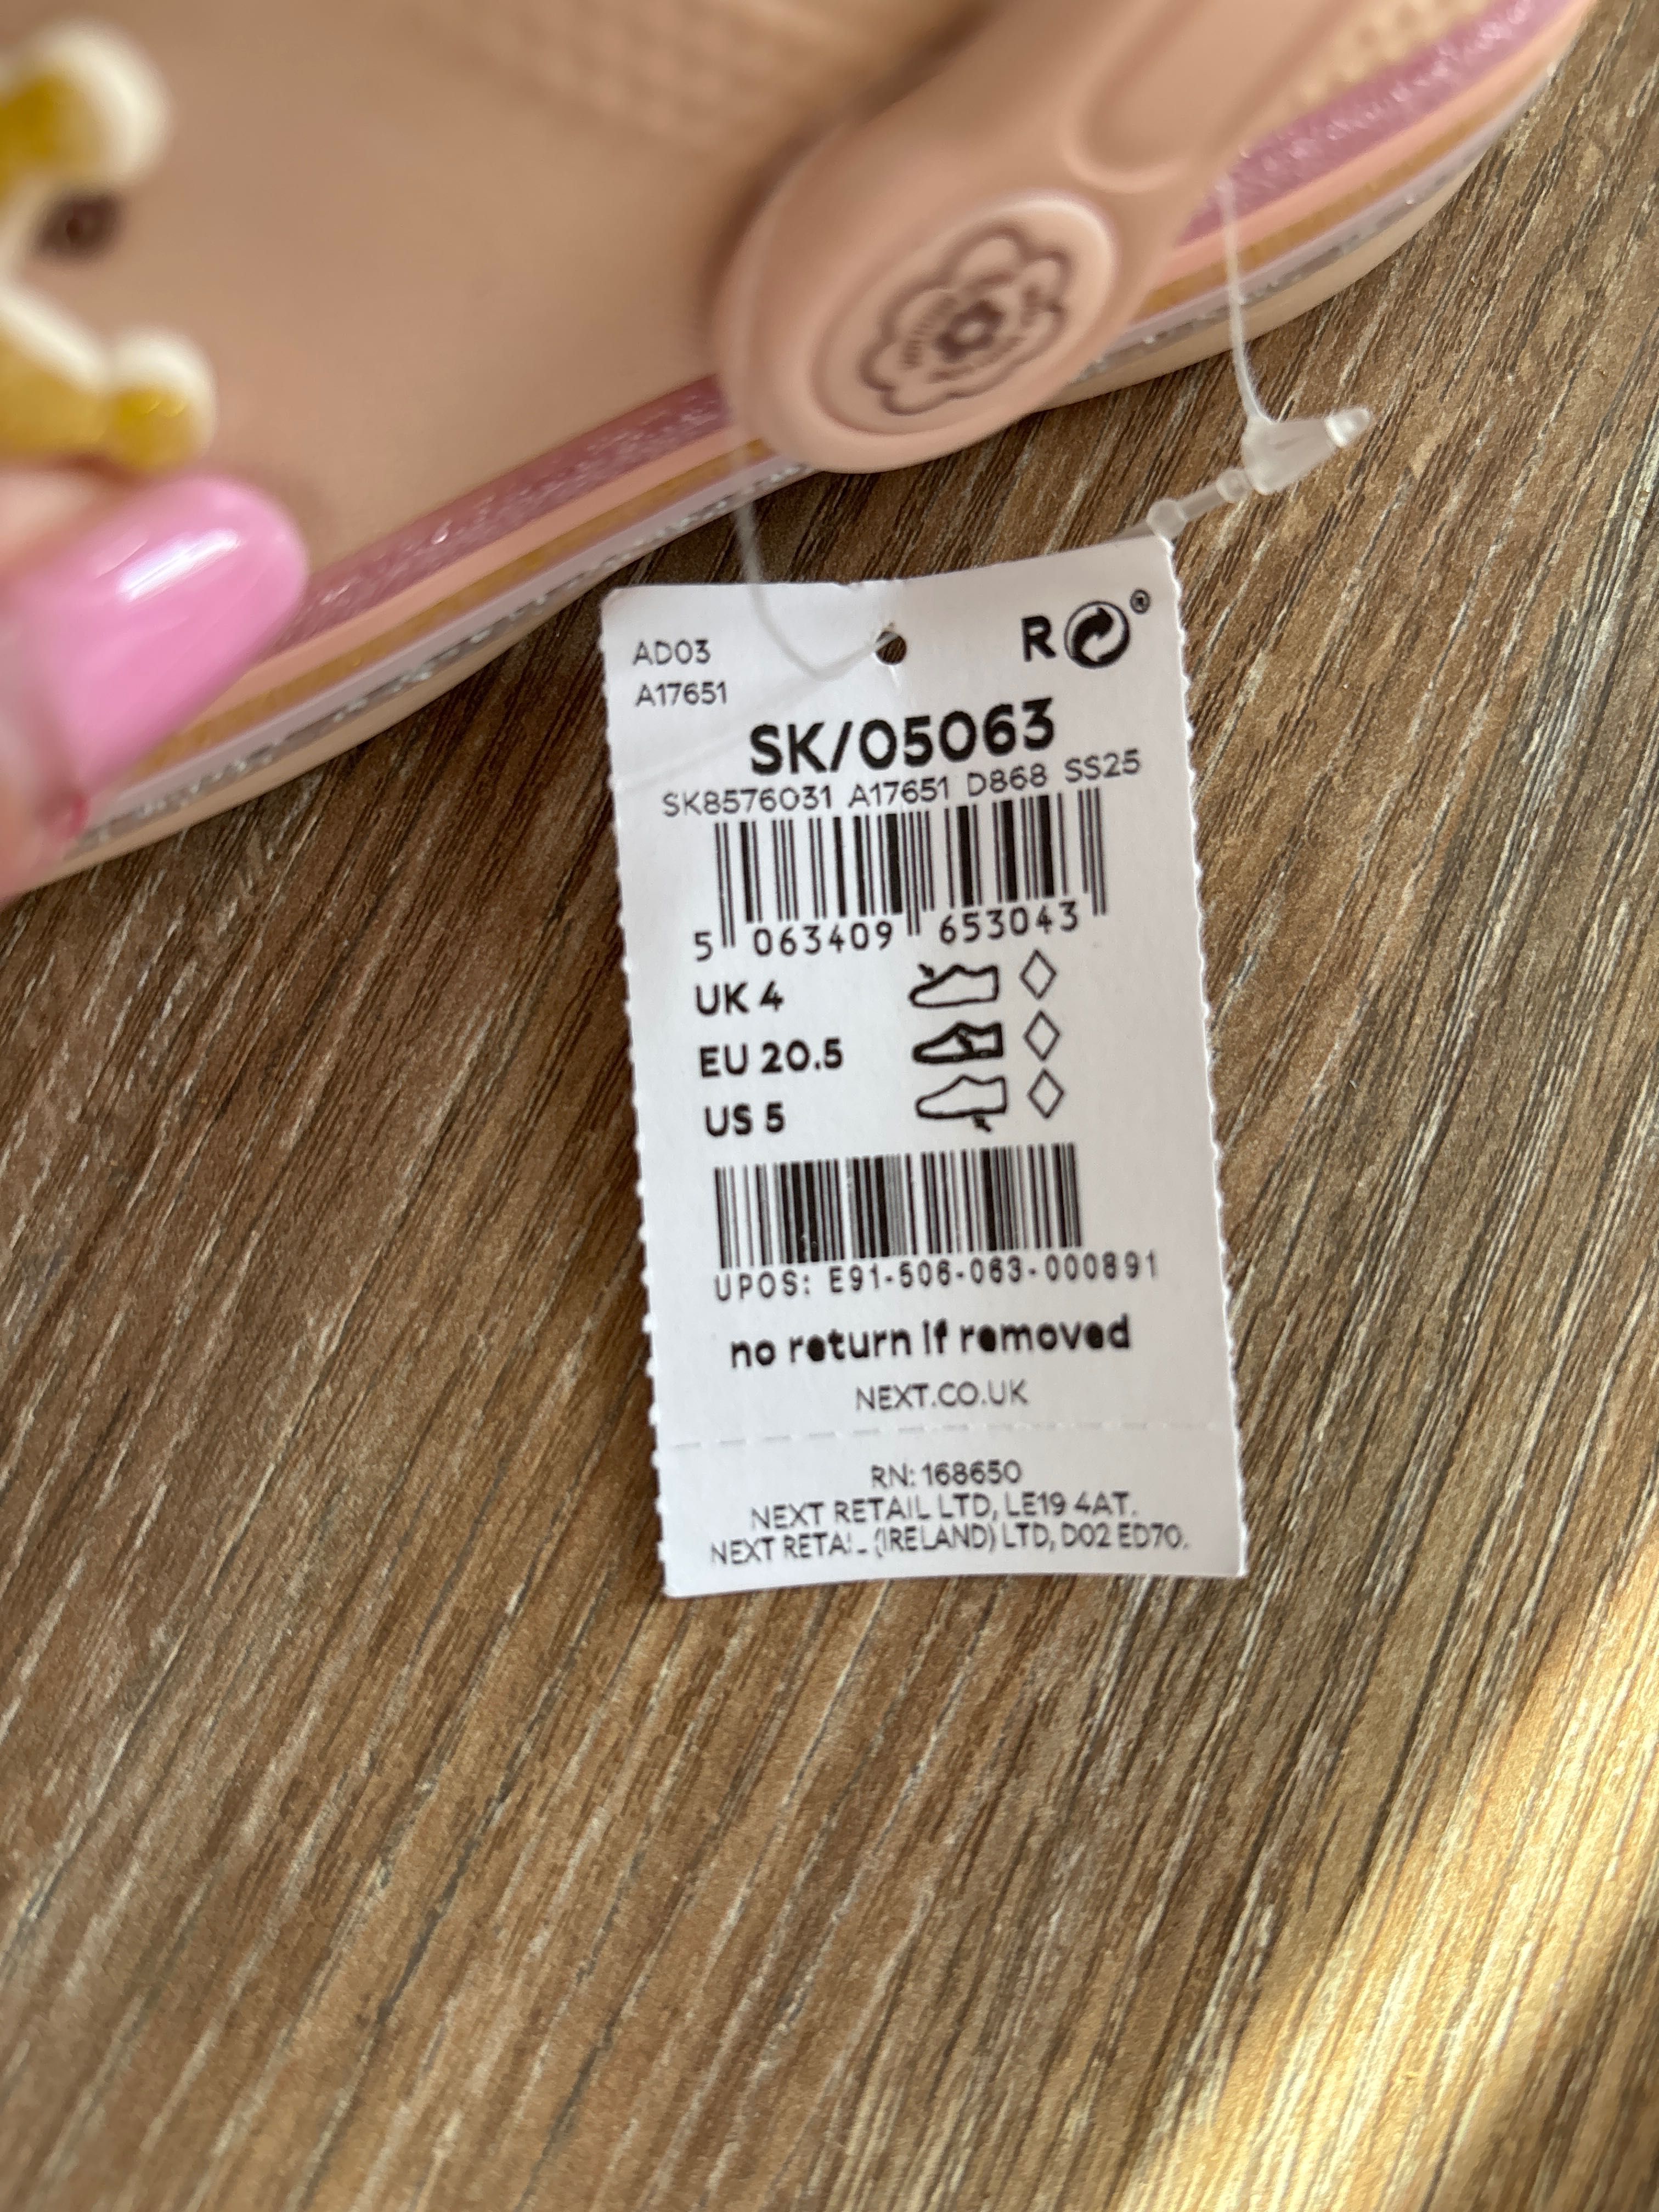 AD03
A17651
R ®
SK/05063
SK8576031 A17651 D868 SS25
5 063409 653043
UK 4
EU 20.5
US 5
UPOS: E91-506-063-000891
no return if removed
NEXT.CO.UK
RN: 168650
NEXT RETAIL LTD, LE19 4AT.
NEXT RETAIL (IRELAND) LTD, D02 ED70.